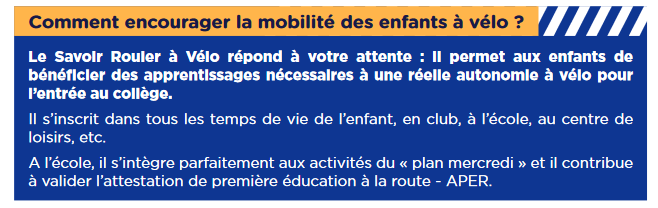 Comment encourager la mobilité des enfants à vélo ?
Le Savoir Rouler à Vélo répond à votre attente : il permet aux enfants de
bénéficier des apprentissages nécessaires à une réelle autonomie à vélo pour
l'entrée au collège.
Il s'inscrit dans tous les temps de vie de l'enfant, en club, à l'école, au centre de
loisirs, etc.
A l'école, il s'intègre parfaitement aux activités du « plan mercredi » et il contribue
à valider l'attestation de première éducation à la route - APER.